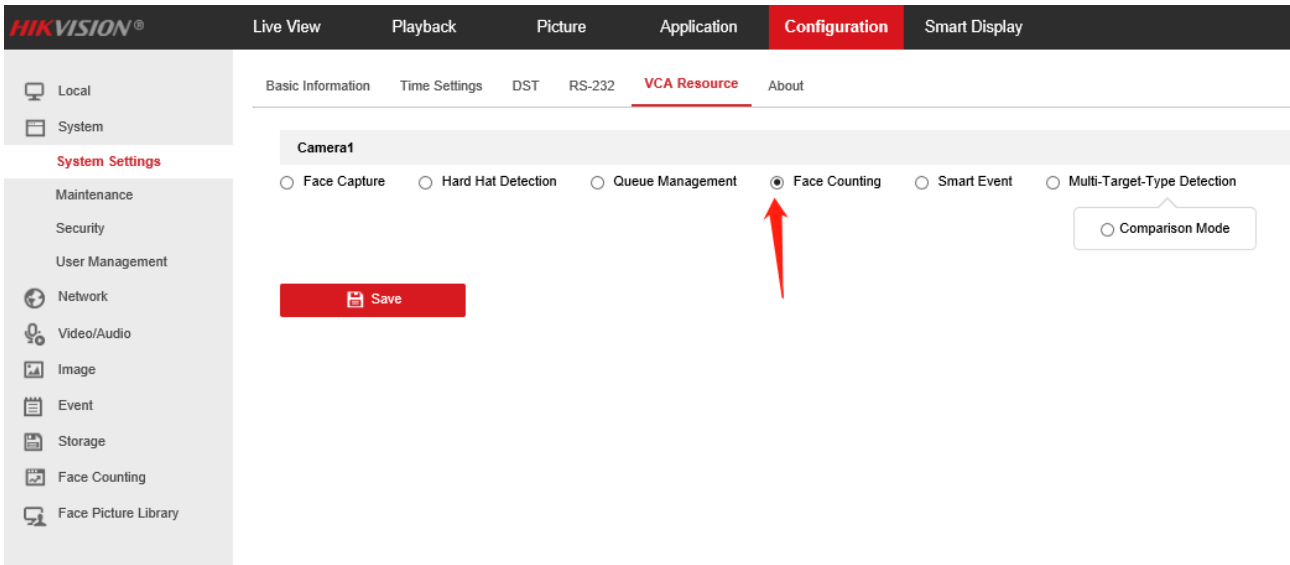 HIKVISION® Live View Playback Picture Application Configuration Smart Display
Basic Information Time Settings DST RS-232 VCA Resource About
Local
System
System Settings
Maintenance
Security
User Management
Network
Video/Audio
Image
Event
Storage
Face Counting
Face Picture Library
Camera1
Face Capture Hard Hat Detection Queue Management Face Counting Smart Event Multi-Target-Type Detection
Comparison Mode
Save